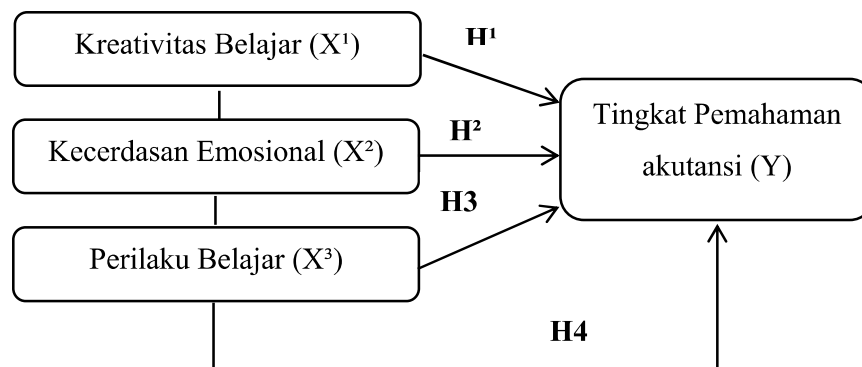 Kreativitas Belajar (X¹)
H¹
Tingkat Pemahaman
akutansi (Y)
H²
Kecerdasan Emosional (X²)
H3
Perilaku Belajar (X³)
H4